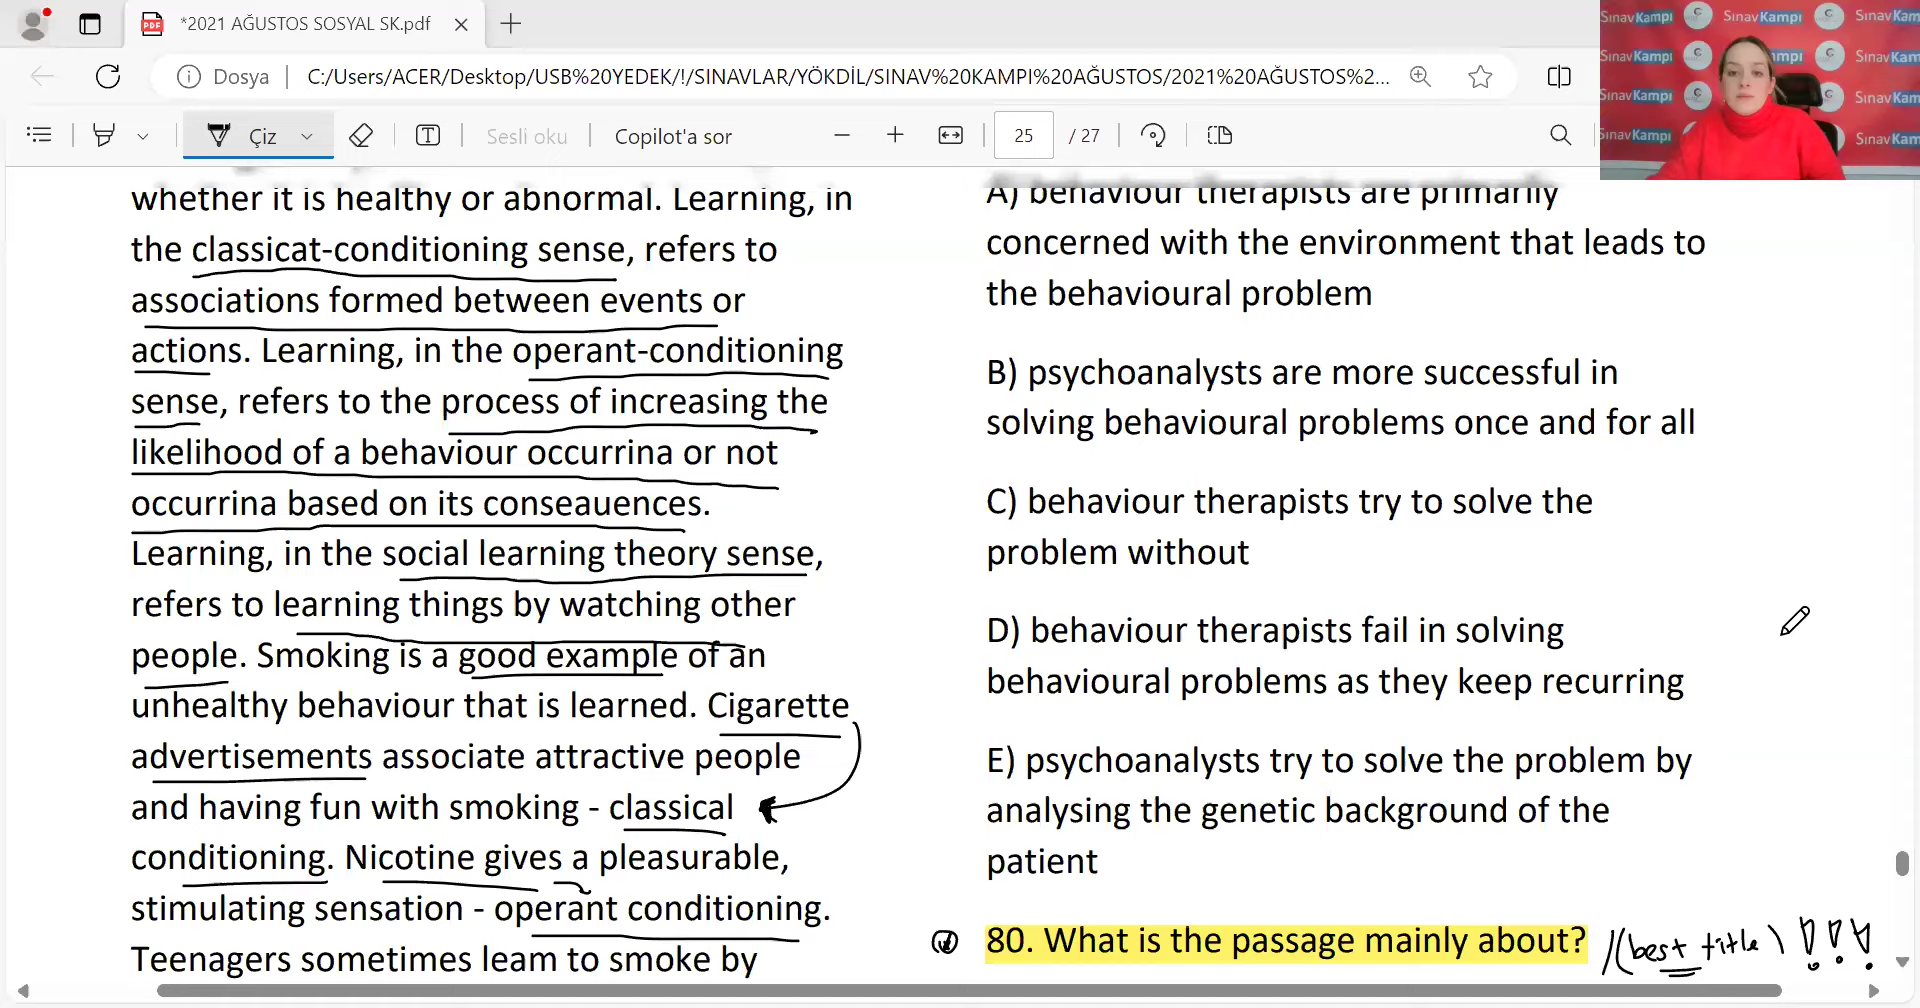 *2021 AĞUSTOS SOSYAL SK.pdf
Dosya
C:/Users/ACER/Desktop/USB%20YEDEK/!/SINAVLAR/YÖKDİL/SINAV%20KAMPI%20AĞUSTOS/2021%20AĞUSTOS%2...
Çiz
Sesli oku
Copilot'a sor
25
/ 27
SınavKampı
SınavKampı
SınavKam
whether it is healthy or abnormal. Learning, in
the classicat-conditioning sense, refers to
associations formed between events or
actions. Learning, in the operant-conditioning
sense, refers to the process of increasing the
likelihood of a behaviour occurrina or not
occurrina based on its conseauences.
Learning, in the social learning theory sense,
refers to learning things by watching other
people. Smoking is a good example of an
unhealthy behaviour that is learned. Cigarette
advertisements associate attractive people
and having fun with smoking - classical
conditioning. Nicotine gives a pleasurable,
stimulating sensation - operant conditioning.
Teenagers sometimes leam to smoke by
A) behaviour therapists are primarily
concerned with the environment that leads to
the behavioural problem
B) psychoanalysts are more successful in
solving behavioural problems once and for all
C) behaviour therapists try to solve the
problem without
D) behaviour therapists fail in solving
behavioural problems as they keep recurring
E) psychoanalysts try to solve the problem by
analysing the genetic background of the
patient
80. What is the passage mainly about? /(best title) !!!